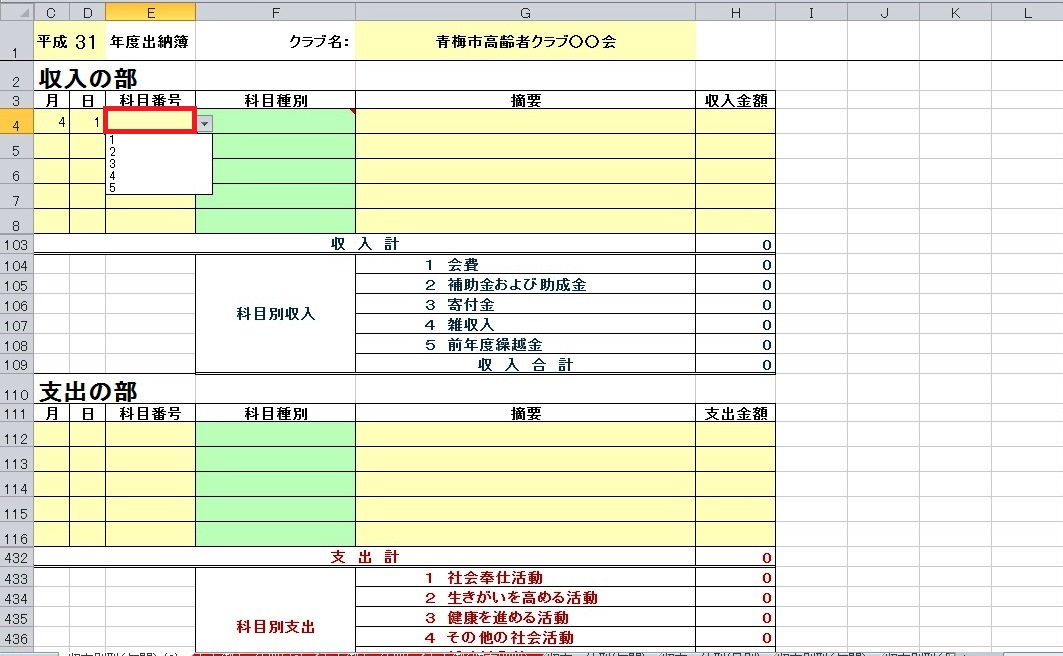 C D E F G H I J K L
1 平成 31 年度出納簿 クラブ名: 青梅市高齢者クラブ〇〇会
2 収入の部
3 月 日 科目番号 科目種別 摘要 収入金額
4 4 1
1
5 2
3
6 4
5
7
8
103 収 入 計 0
104 1 会費 0
105 2 補助金および助成金 0
106 科目別収入 3 寄付金 0
107 4 雑収入 0
108 5 前年度繰越金 0
109 収 入 合 計 0
110 支出の部
111 月 日 科目番号 科目種別 摘要 支出金額
112
113
114
115
116
432 支 出 計 0
433 1 社会奉仕活動 0
434 2 生きがいを高める活動 0
435 科目別支出 3 健康を進める活動 0
436 4 その他の社会活動 0